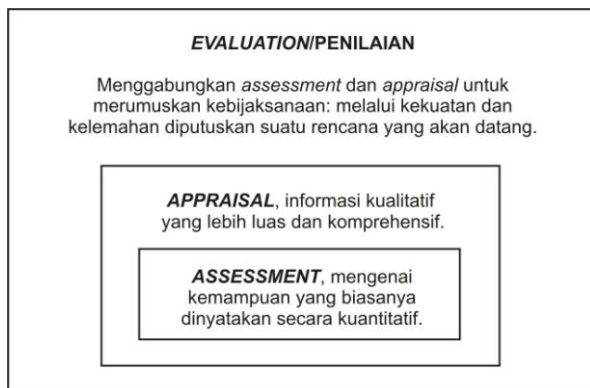 EVALUATION/PENILAIAN
Menggabungkan assessment dan appraisal untuk
merumuskan kebijaksanaan: melalui kekuatan dan
kelemahan diputuskan suatu rencana yang akan datang.
APPRAISAL, informasi kualitatif
yang lebih luas dan komprehensif.
ASSESSMENT, mengenai
kemampuan yang biasanya
dinyatakan secara kuantitatif.